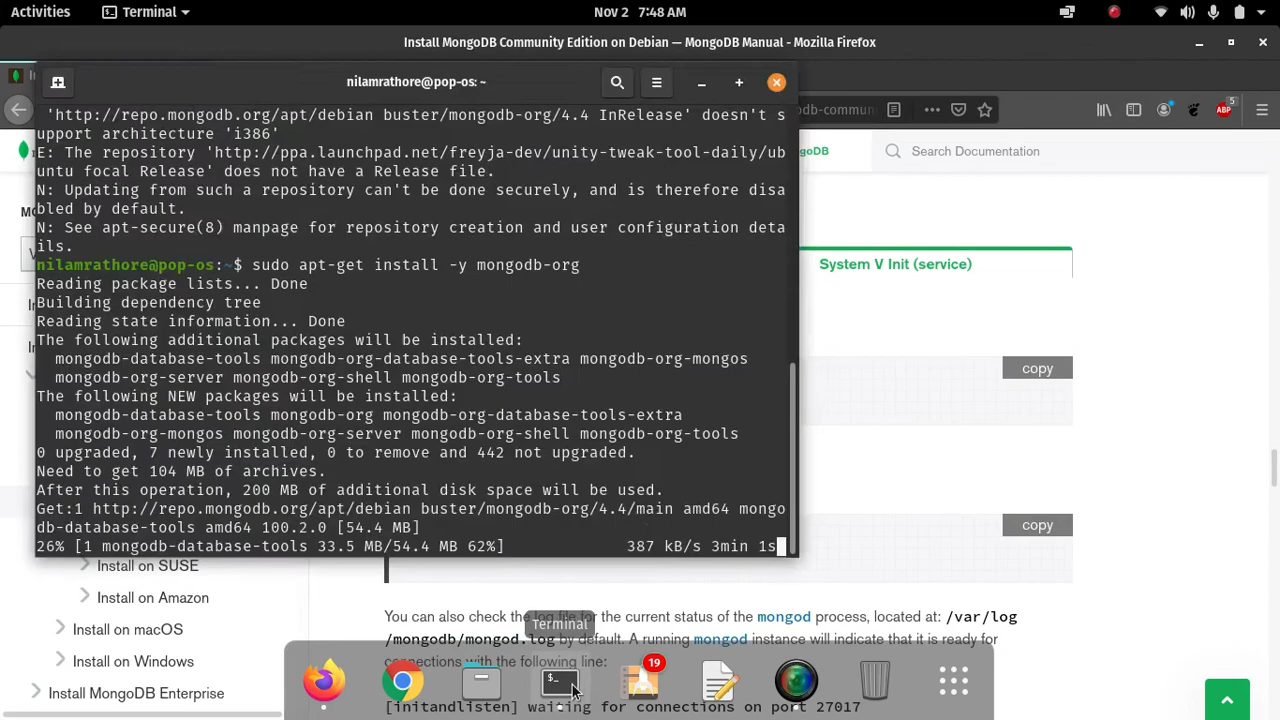 Activities
Terminal
Nov 2 7:48 AM
Install MongoDB Community Edition on Debian — MongoDB Manual - Mozilla Firefox
nilamrathore@pop-os: ~
odb-commun
5
'http://repo.mongodb.org/apt/debian buster/mongodb-org/4.4 InRelease' doesn't s
upport architecture 'i386'
E: The repository 'http://ppa.launchpad.net/freyja-dev/unity-tweak-tool-daily/ub
untu focal Release' does not have a Release file.
N: Updating from such a repository can't be done securely, and is therefore disa
bled by default.
N: See apt-secure(8) manpage for repository creation and user configuration deta
ils.
nilamrathore@pop-os:~$ sudo apt-get install -y mongodb-org
Reading package lists... Done
Building dependency tree
Reading state information... Done
The following additional packages will be installed:
mongodb-database-tools mongodb-org-database-tools-extra mongodb-org-mongos
mongodb-org-server mongodb-org-shell mongodb-org-tools
The following NEW packages will be installed:
mongodb-database-tools mongodb-org mongodb-org-database-tools-extra
mongodb-org-mongos mongodb-org-server mongodb-org-shell mongodb-org-tools
0 upgraded, 7 newly installed, 0 to remove and 442 not upgraded.
Need to get 104 MB of archives.
After this operation, 200 MB of additional disk space will be used.
Get:1 http://repo.mongodb.org/apt/debian buster/mongodb-org/4.4/main amd64 mongo
db-database-tools amd64 100.2.0 [54.4 MB]
26% [1 mongodb-database-tools 33.5 MB/54.4 MB 62%] 387 kB/s 3min 1s
ngoDB
Search Documentation
System V Init (service)
copy
copy
Install on SUSE
Install on Amazon
Install on macOS
Install on Windows
Install MongoDB Enterprise
You can also check the log file for the current status of the mongod process, located at: /var/log
/mongodb/mongod.log by default. A running mongod instance will indicate that it is ready for
connections with the following line:
[initandlisten] waiting for connections on port 27017
Terminal
19